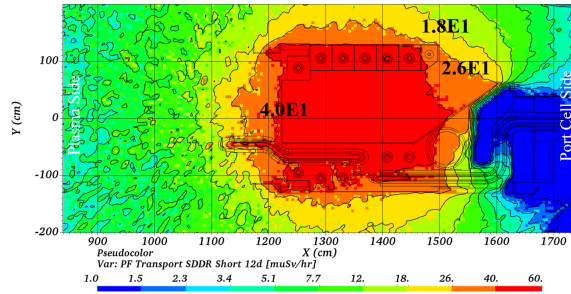 1.8E1
2.6E1
4.0E1
Plasma Side
Port Cell Side
Y (cm)
200
100
0
-100
-200
900 1000 1100 1200 1300 1400 1500 1600 1700
X (cm)
Pseudocolor
Var: PF Transport SDDR Short 12d [muSv/hr]
1.0 1.5 2.3 3.4 5.1 7.7 12. 18. 26. 40. 60.